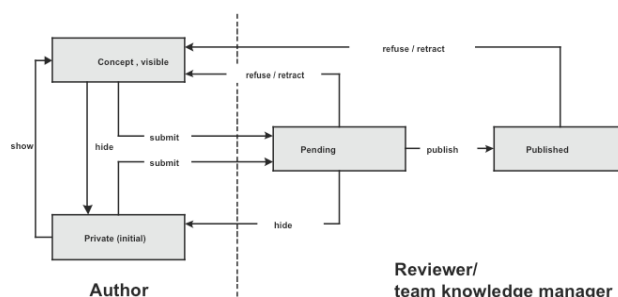 refuse / retract
Concept , visible
refuse / retract
submit
show
hide
Pending
publish
Published
submit
hide
Private (initial)
Author
Reviewer/
team knowledge manager